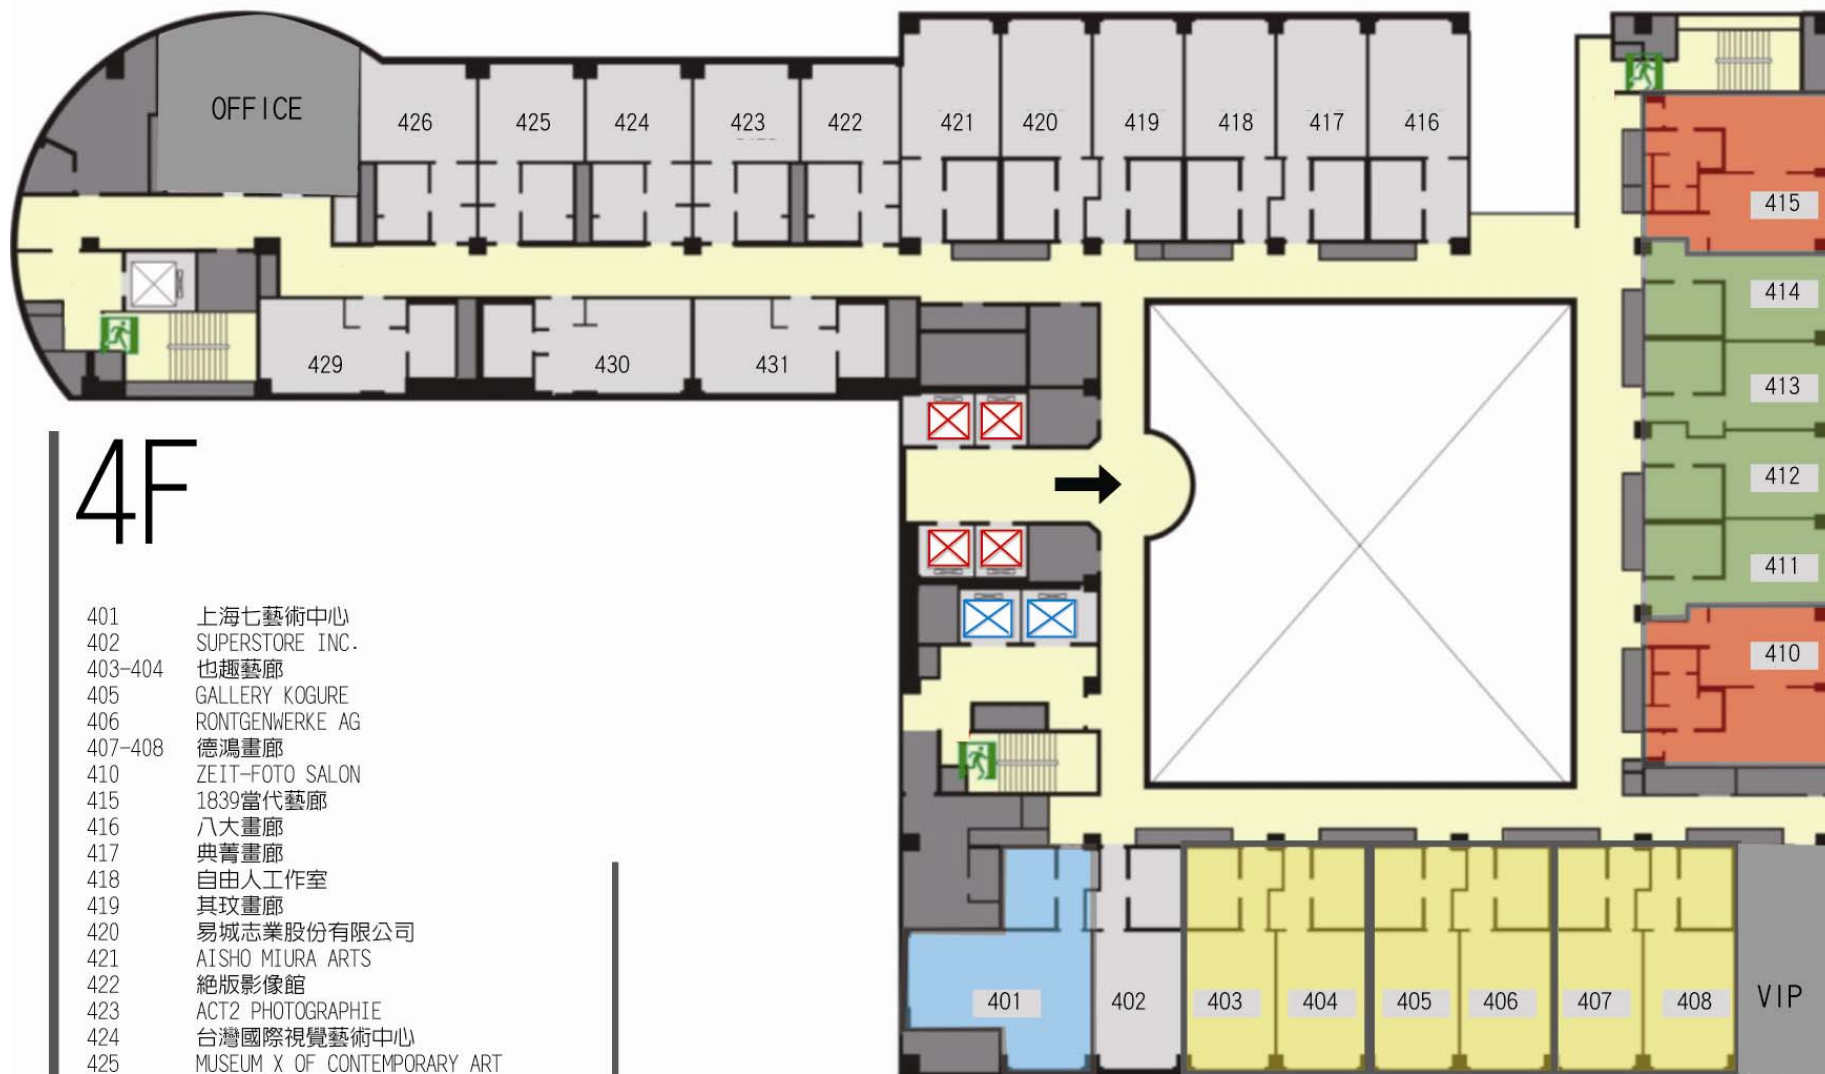 OFFICE
426
425
424
423
422
421
420
419
418
417
416
415
414
429
430
431
413
4F
412
411
401 上海七藝術中心
402 SUPERSTORE INC.
403-404 也趣藝廊
410
405 GALLERY KOGURE
406 RONTGENWERKE AG
407-408 德鴻畫廊
410 ZEIT-FOTO SALON
415 1839當代藝廊
416 八大畫廊
417 典菁畫廊
418 自由人工作室
419 其玟畫廊
420 易城志業股份有限公司
421 AISHO MIURA ARTS
422 絕版影像館
423 ACT2 PHOTOGRAPHIE
424 台灣國際視覺藝術中心
425 MUSEUM X OF CONTEMPORARY ART
401
402
403
404
405
406
407
408
VIP